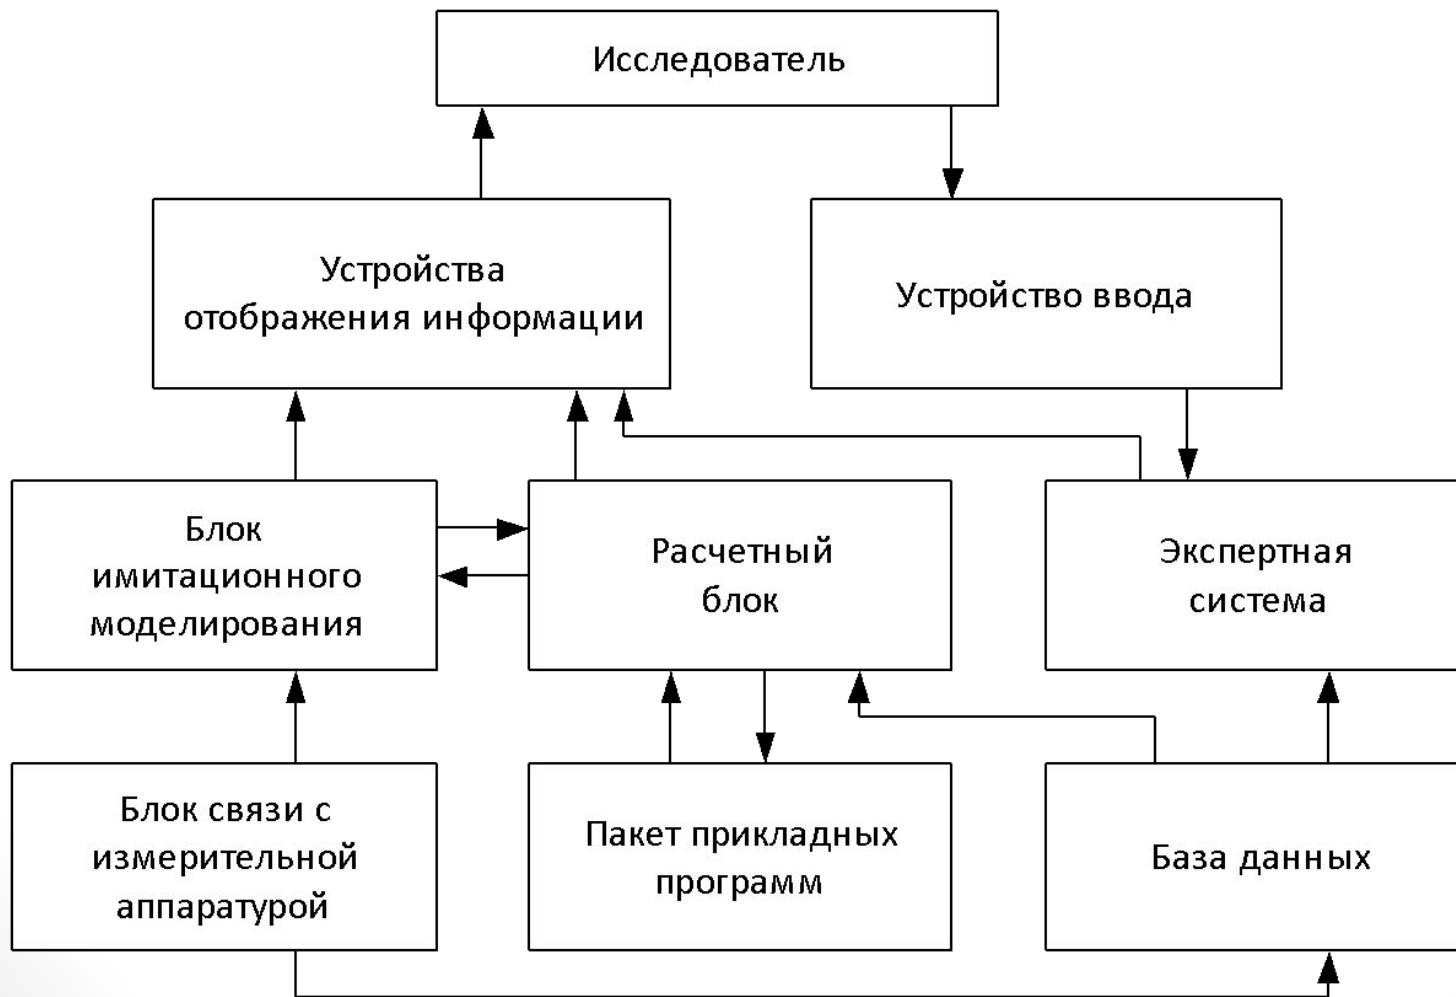 Исследователь
Устройства
отображения информации
Устройство ввода
Блок
имитационного
моделирования
Расчетный
блок
Экспертная
система
Блок связи с
измерительной
аппаратурой
Пакет прикладных
программ
База данных